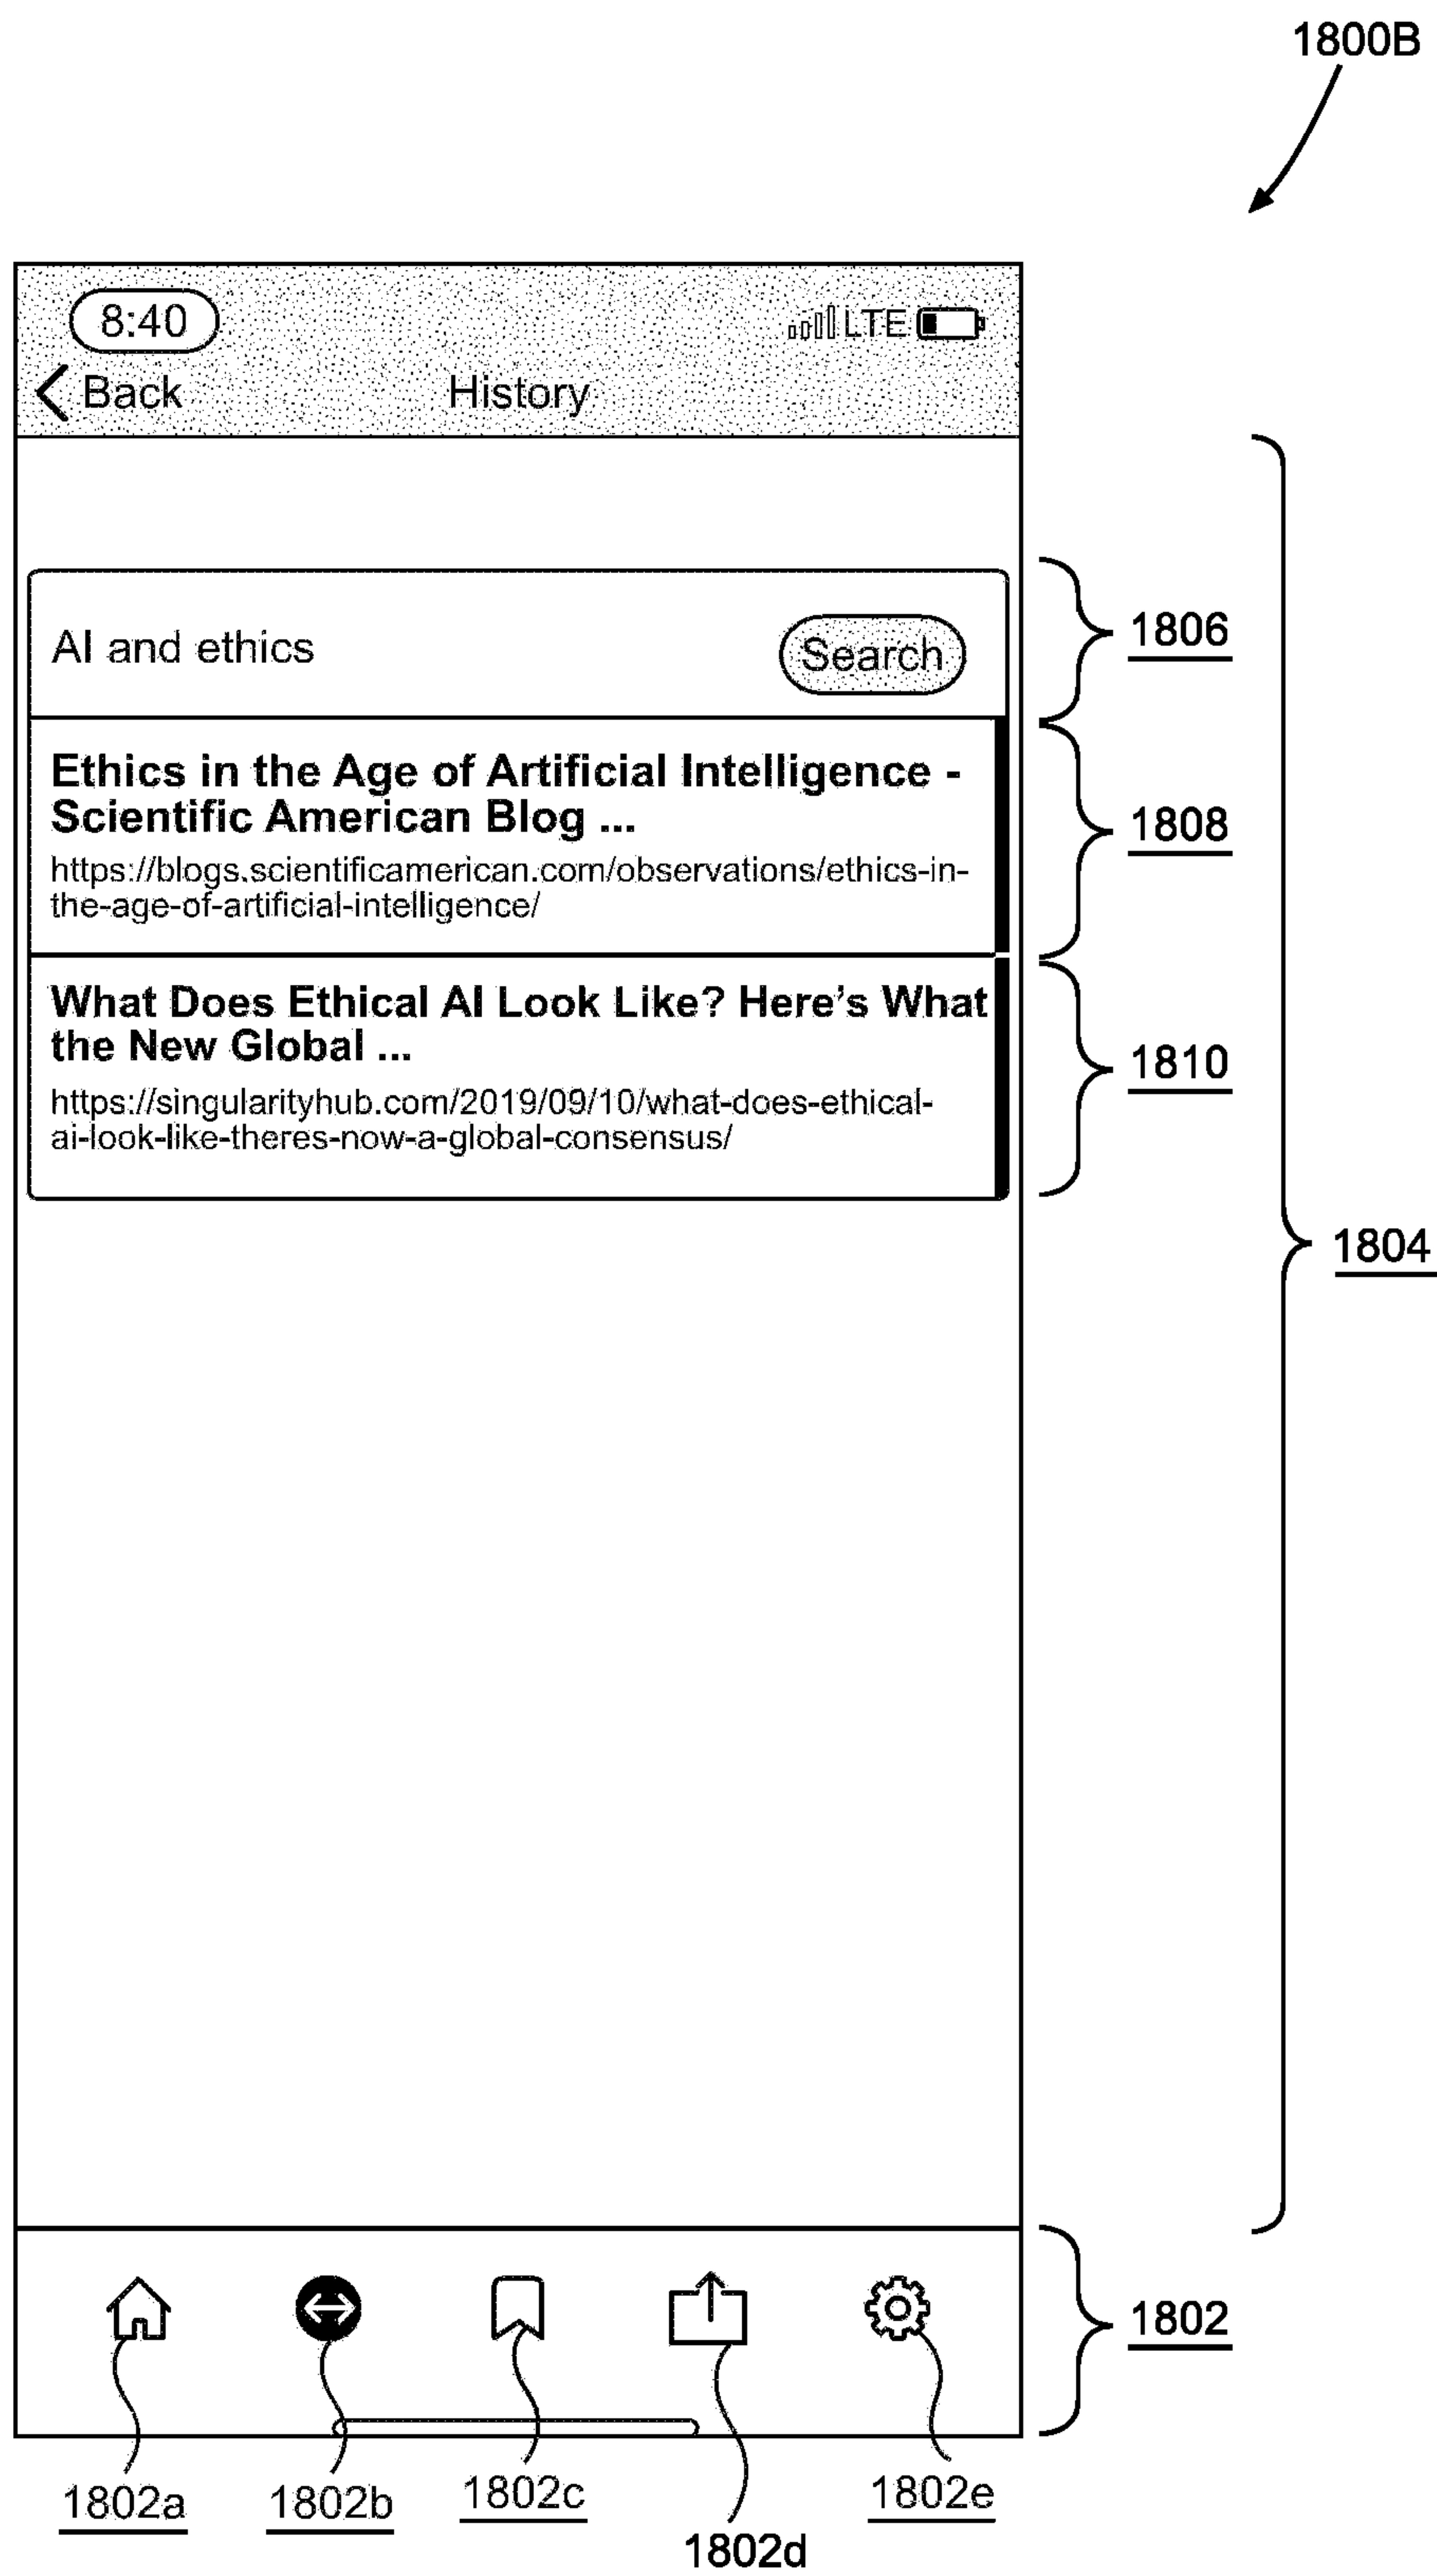 1800B
8:40
LTE
Back
History
AI and ethics
Search
1806
Ethics in the Age of Artificial Intelligence -
Scientific American Blog ...
https://blogs.scientificamerican.com/observations/ethics-in-
the-age-of-artificial-intelligence/
1808
What Does Ethical AI Look Like? Here's What
the New Global ...
https://singularityhub.com/2019/09/10/what-does-ethical-
ai-look-like-theres-now-a-global-consensus/
1810
1804
1802
1802a
1802b
1802c
1802d
1802e